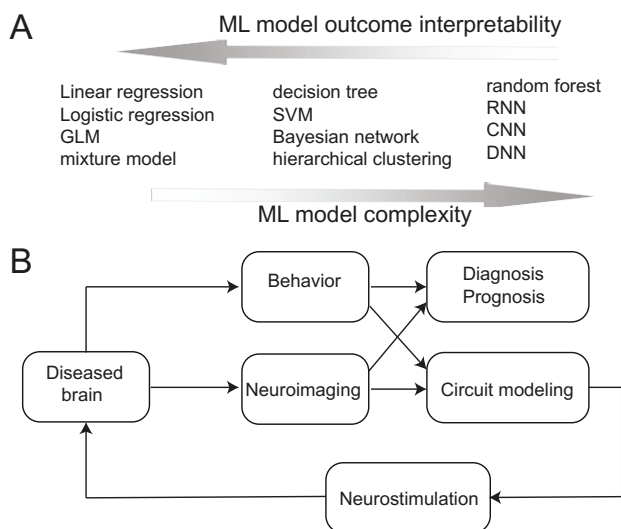 A
ML model outcome interpretability
Linear regression
Logistic regression
GLM
mixture model
decision tree
SVM
Bayesian network
hierarchical clustering
random forest
RNN
CNN
DNN
ML model complexity
B
Behavior
Diagnosis
Prognosis
Diseased
brain
Neuroimaging
Circuit modeling
Neurostimulation